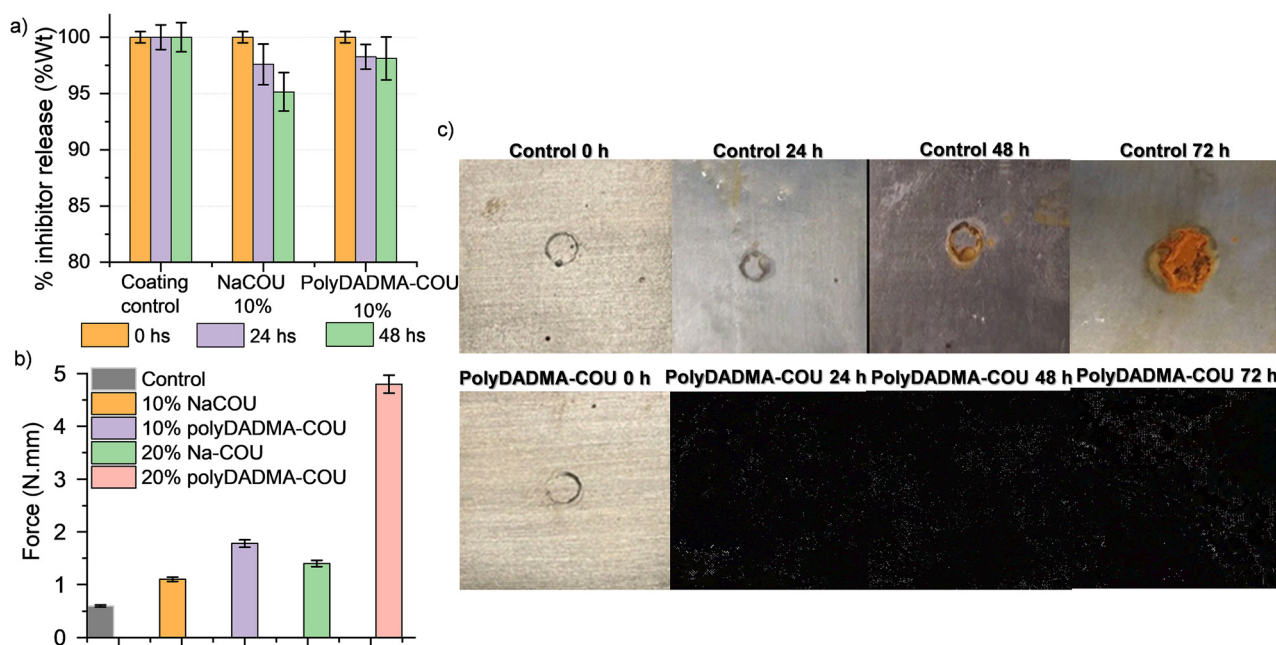 a)
% inhibitor release (%Wt)
100
95
90
85
80
Coating
control
NaCOU
10%
PolyDADMA-COU
10%
0 hs
24 hs
48 hs
b)
Force (N.mm)
5
4
3
2
1
0
Control
10% NaCOU
10% polyDADMA-COU
20% Na-COU
20% polyDADMA-COU
c)
Control 0 h
Control 24 h
Control 48 h
Control 72 h
PolyDADMA-COU 0 h
PolyDADMA-COU 24 h
PolyDADMA-COU 48 h
PolyDADMA-COU 72 h